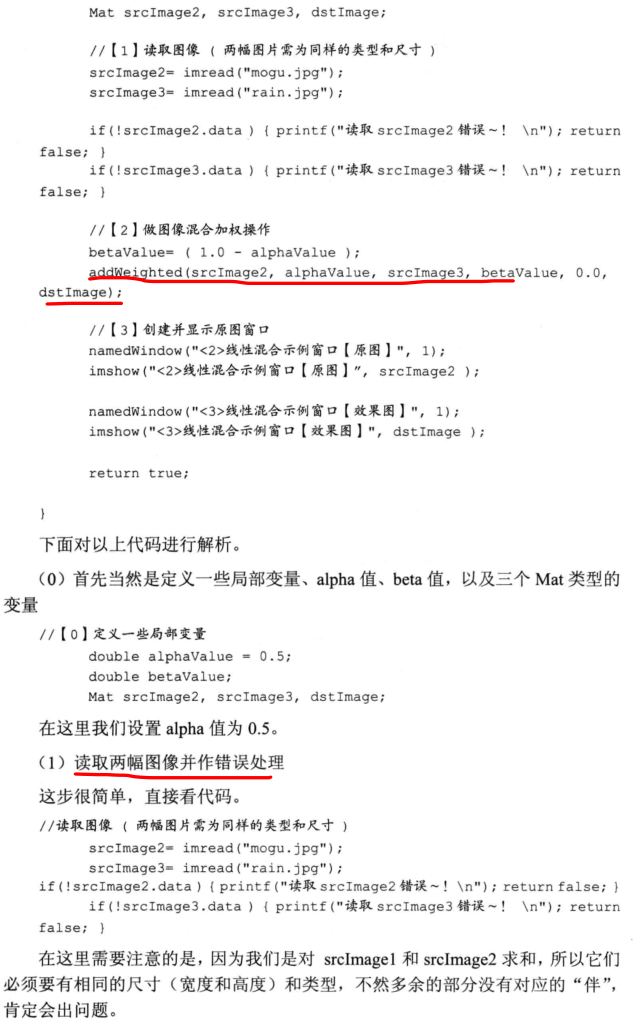 Mat srcImage2, srcImage3, dstImage;
//【1】读取图像 ( 两幅图片需为同样的类型和尺寸 )
srcImage2= imread("mogu.jpg");
srcImage3= imread("rain.jpg");
if(!srcImage2.data ) { printf("读取 srcImage2 错误～！ \n"); return
false; }
if(!srcImage3.data ) { printf("读取 srcImage3 错误～！ \n"); return
false; }
//【2】做图像混合加权操作
betaValue= ( 1.0 - alphaValue );
addWeighted(srcImage2, alphaValue, srcImage3, betaValue, 0.0,
dstImage);
//【3】创建并显示原图窗口
namedWindow("<2>线性混合示例窗口【原图】", 1);
imshow("<2>线性混合示例窗口【原图】", srcImage2 );
namedWindow("<3>线性混合示例窗口【效果图】", 1);
imshow("<3>线性混合示例窗口【效果图】", dstImage );
return true;
}
下面对以上代码进行解析。
（0）首先当然是定义一些局部变量、alpha 值、beta 值，以及三个 Mat 类型的
变量
//【0】定义一些局部变量
double alphaValue = 0.5;
double betaValue;
Mat srcImage2, srcImage3, dstImage;
在这里我们设置 alpha 值为 0.5。
（1）读取两幅图像并作错误处理
这步很简单，直接看代码。
//读取图像 ( 两幅图片需为同样的类型和尺寸 )
srcImage2= imread("mogu.jpg");
srcImage3= imread("rain.jpg");
if(!srcImage2.data ) { printf("读取 srcImage2 错误～！ \n"); return false; }
if(!srcImage3.data ) { printf("读取 srcImage3 错误～！ \n"); return
false; }
在这里需要注意的是，因为我们是对 srcImage1 和 srcImage2 求和，所以它们
必须要有相同的尺寸（宽度和高度）和类型，不然多余的部分没有对应的“伴”，
肯定会出问题。